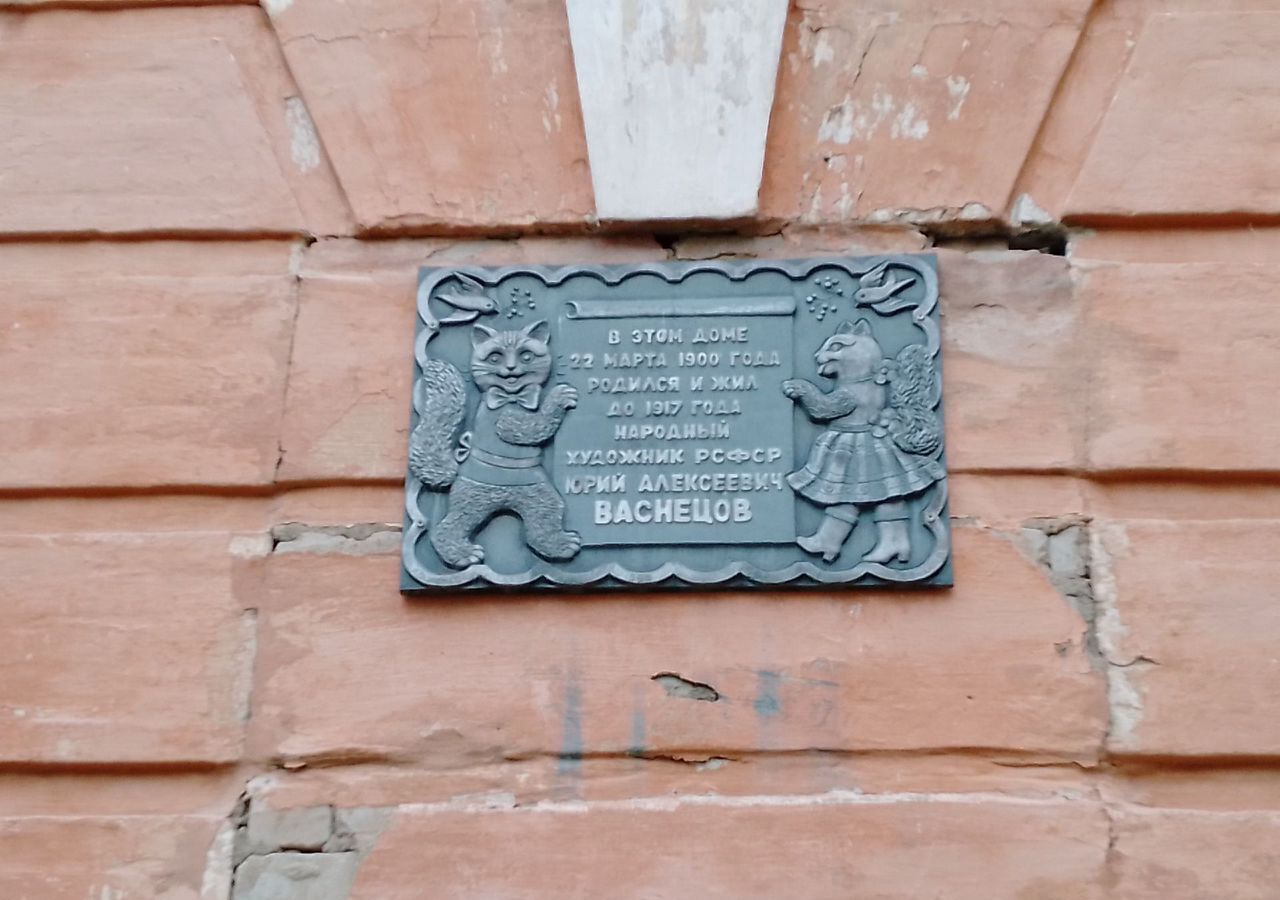 В ЭТОМ ДОМЕ
22 МАРТА 1900 ГОДА
РОДИЛСЯ И ЖИЛ
ДО 1917 ГОДА
НАРОДНЫЙ
ХУДОЖНИК РСФСР
ЮРИЙ АЛЕКСЕЕВИЧ
ВАСНЕЦОВ